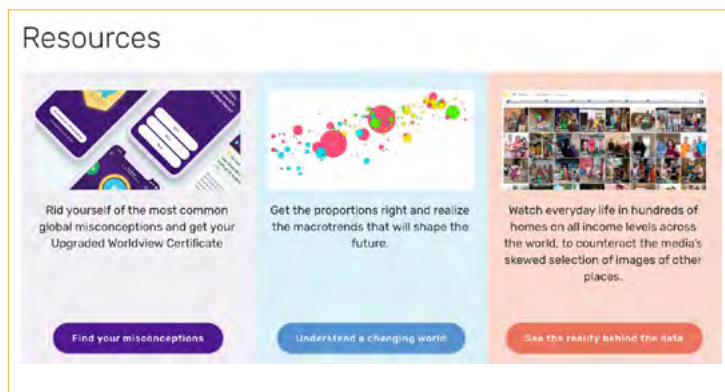 Resources
Rid yourself of the most common
global misconceptions and get your
Upgraded Worldview Certificate
Find your misconceptions
Get the proportions right and realize
the macrotrends that will shape the
future.
Understand a changing world
Watch everyday life in hundreds of
homes on all income levels across
the world, to counteract the media's
skewed selection of images of other
places.
See the reality behind the data